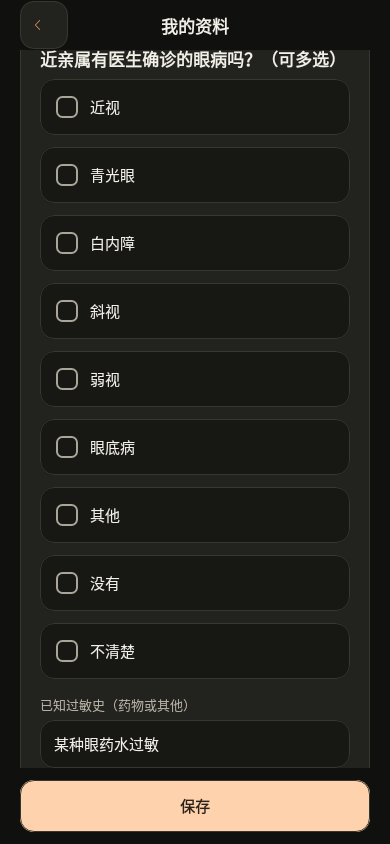 我的资料
近亲属有医生确诊的眼病吗？（可多选）
近视
青光眼
白内障
斜视
弱视
眼底病
其他
没有
不清楚
已知过敏史（药物或其他）
某种眼药水过敏
保存